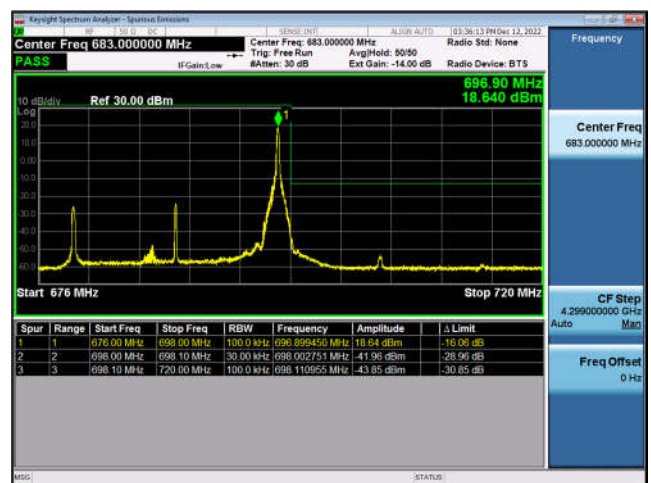 Keysight Spectrum Analyzer - Spurious Emissions
RF 50 Ω DC SENSE:INT ALIGN AUTO 03:36:13 PM Dec 12, 2022
Center Freq 683.000000 MHz
Center Freq: 683.000000 MHz
Radio Std: None
Trig: Free Run
Avg|Hold: 50/50
PASS
IFGain:Low
#Atten: 30 dB
Ext Gain: -14.00 dB
Radio Device: BTS
Frequency
696.90 MHz
18.640 dBm
10 dB/div
Ref 30.00 dBm
Log
20.0
10.0
0.00
-10.0
-20.0
-30.0
-40.0
-50.0
-60.0
1
Start 676 MHz
Stop 720 MHz
Center Freq
683.000000 MHz
CF Step
4.299000000 GHz
Auto Man
Freq Offset
0 Hz
Spur Range Start Freq Stop Freq RBW Frequency Amplitude Δ Limit
1 1 676.00 MHz 698.00 MHz 100.0 kHz 696.899450 MHz 18.64 dBm -16.06 dB
2 2 698.00 MHz 698.10 MHz 30.00 kHz 698.002751 MHz -41.96 dBm -28.96 dB
3 3 698.10 MHz 720.00 MHz 100.0 kHz 698.110955 MHz -43.85 dBm -30.85 dB
MSG
STATUS